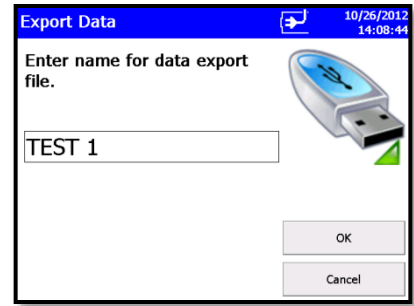 Export Data
10/26/2012
14:08:44
Enter name for data export
file.
TEST 1
OK
Cancel